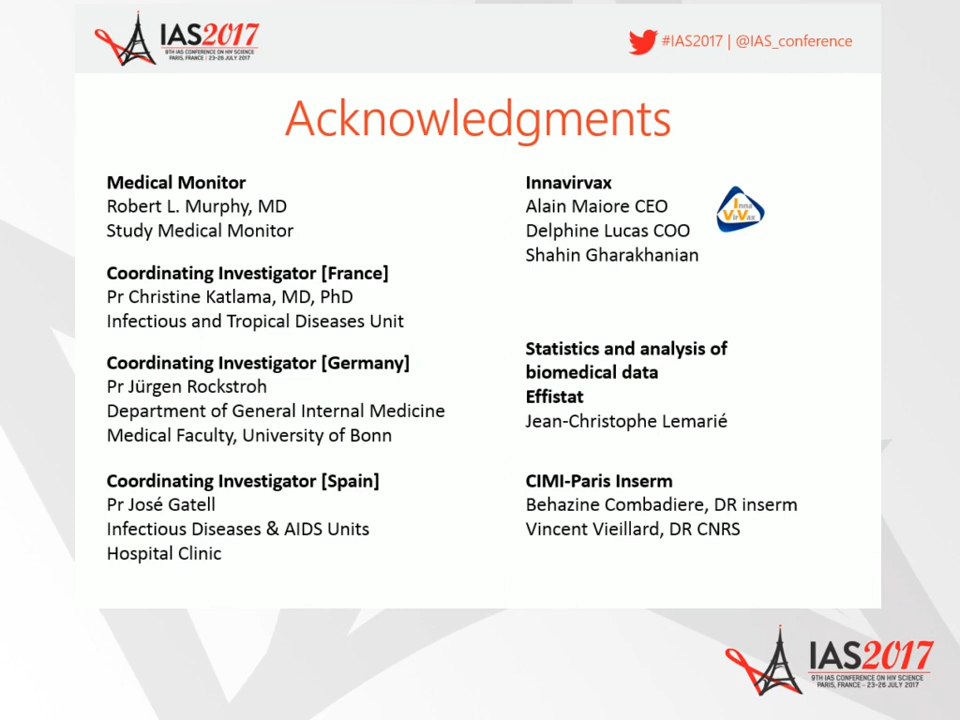 IAS2017
9TH IAS CONFERENCE ON HIV SCIENCE
PARIS, FRANCE | 23-26 JULY 2017
#IAS2017 | @IAS_conference
Acknowledgments
Medical Monitor
Robert L. Murphy, MD
Study Medical Monitor
Coordinating Investigator [France]
Pr Christine Katlama, MD, PhD
Infectious and Tropical Diseases Unit
Coordinating Investigator [Germany]
Pr Jürgen Rockstroh
Department of General Internal Medicine
Medical Faculty, University of Bonn
Coordinating Investigator [Spain]
Pr José Gatell
Infectious Diseases & AIDS Units
Hospital Clinic
Innavirvax
Alain Maiore CEO
Delphine Lucas COO
Shahin Gharakhanian
Inna
VirVax
Statistics and analysis of
biomedical data
Effistat
Jean-Christophe Lemarié
CIMI-Paris Inserm
Behazine Combadiere, DR inserm
Vincent Vieillard, DR CNRS
IAS2017
9TH IAS CONFERENCE ON HIV SCIENCE
PARIS, FRANCE - 23-26 JULY 2017